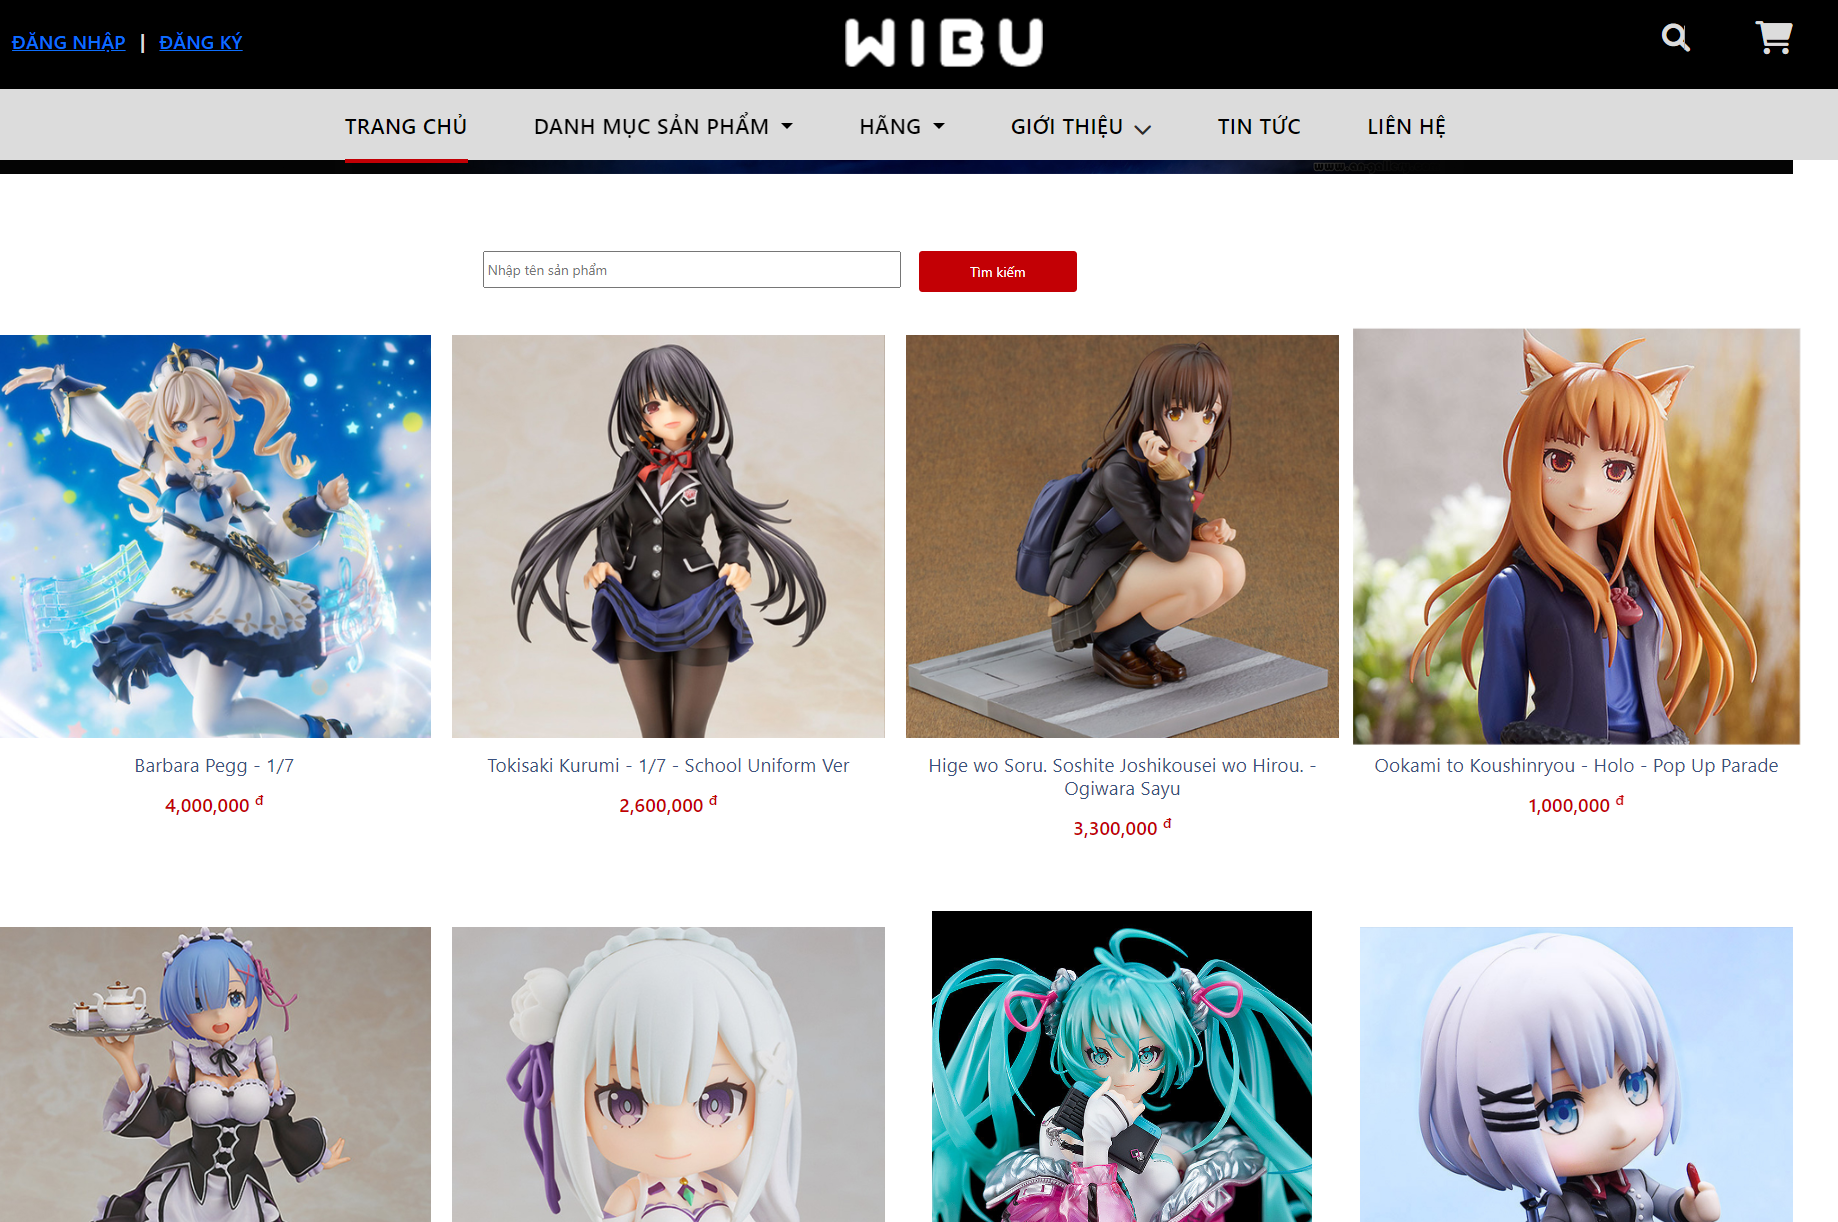 ĐĂNG NHẬP | ĐĂNG KÝ
WIBU
TRANG CHỦ DANH MỤC SẢN PHẨM HÃNG GIỚI THIỆU TIN TỨC LIÊN HỆ
Nhập tên sản phẩm
Tìm kiếm
Barbara Pegg - 1/7
4,000,000 đ
Tokisaki Kurumi - 1/7 - School Uniform Ver
2,600,000 đ
Hige wo Soru. Soshite Joshikousei wo Hirou. -
Ogiwara Sayu
3,300,000 đ
Ookami to Koushinryou - Holo - Pop Up Parade
1,000,000 đ